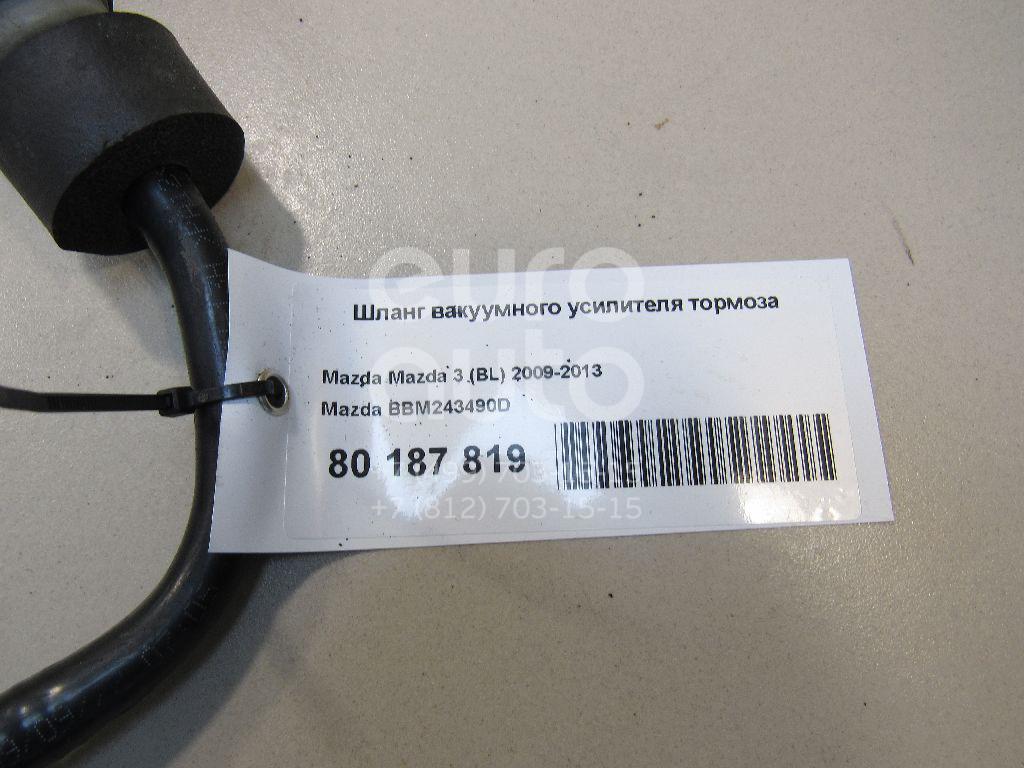 euro
auto
Шланг вакуумного усилителя тормоза
Mazda Mazda 3 (BL) 2009-2013
Mazda BBM243490D
80 187 819
+7 (812) 703-15-15